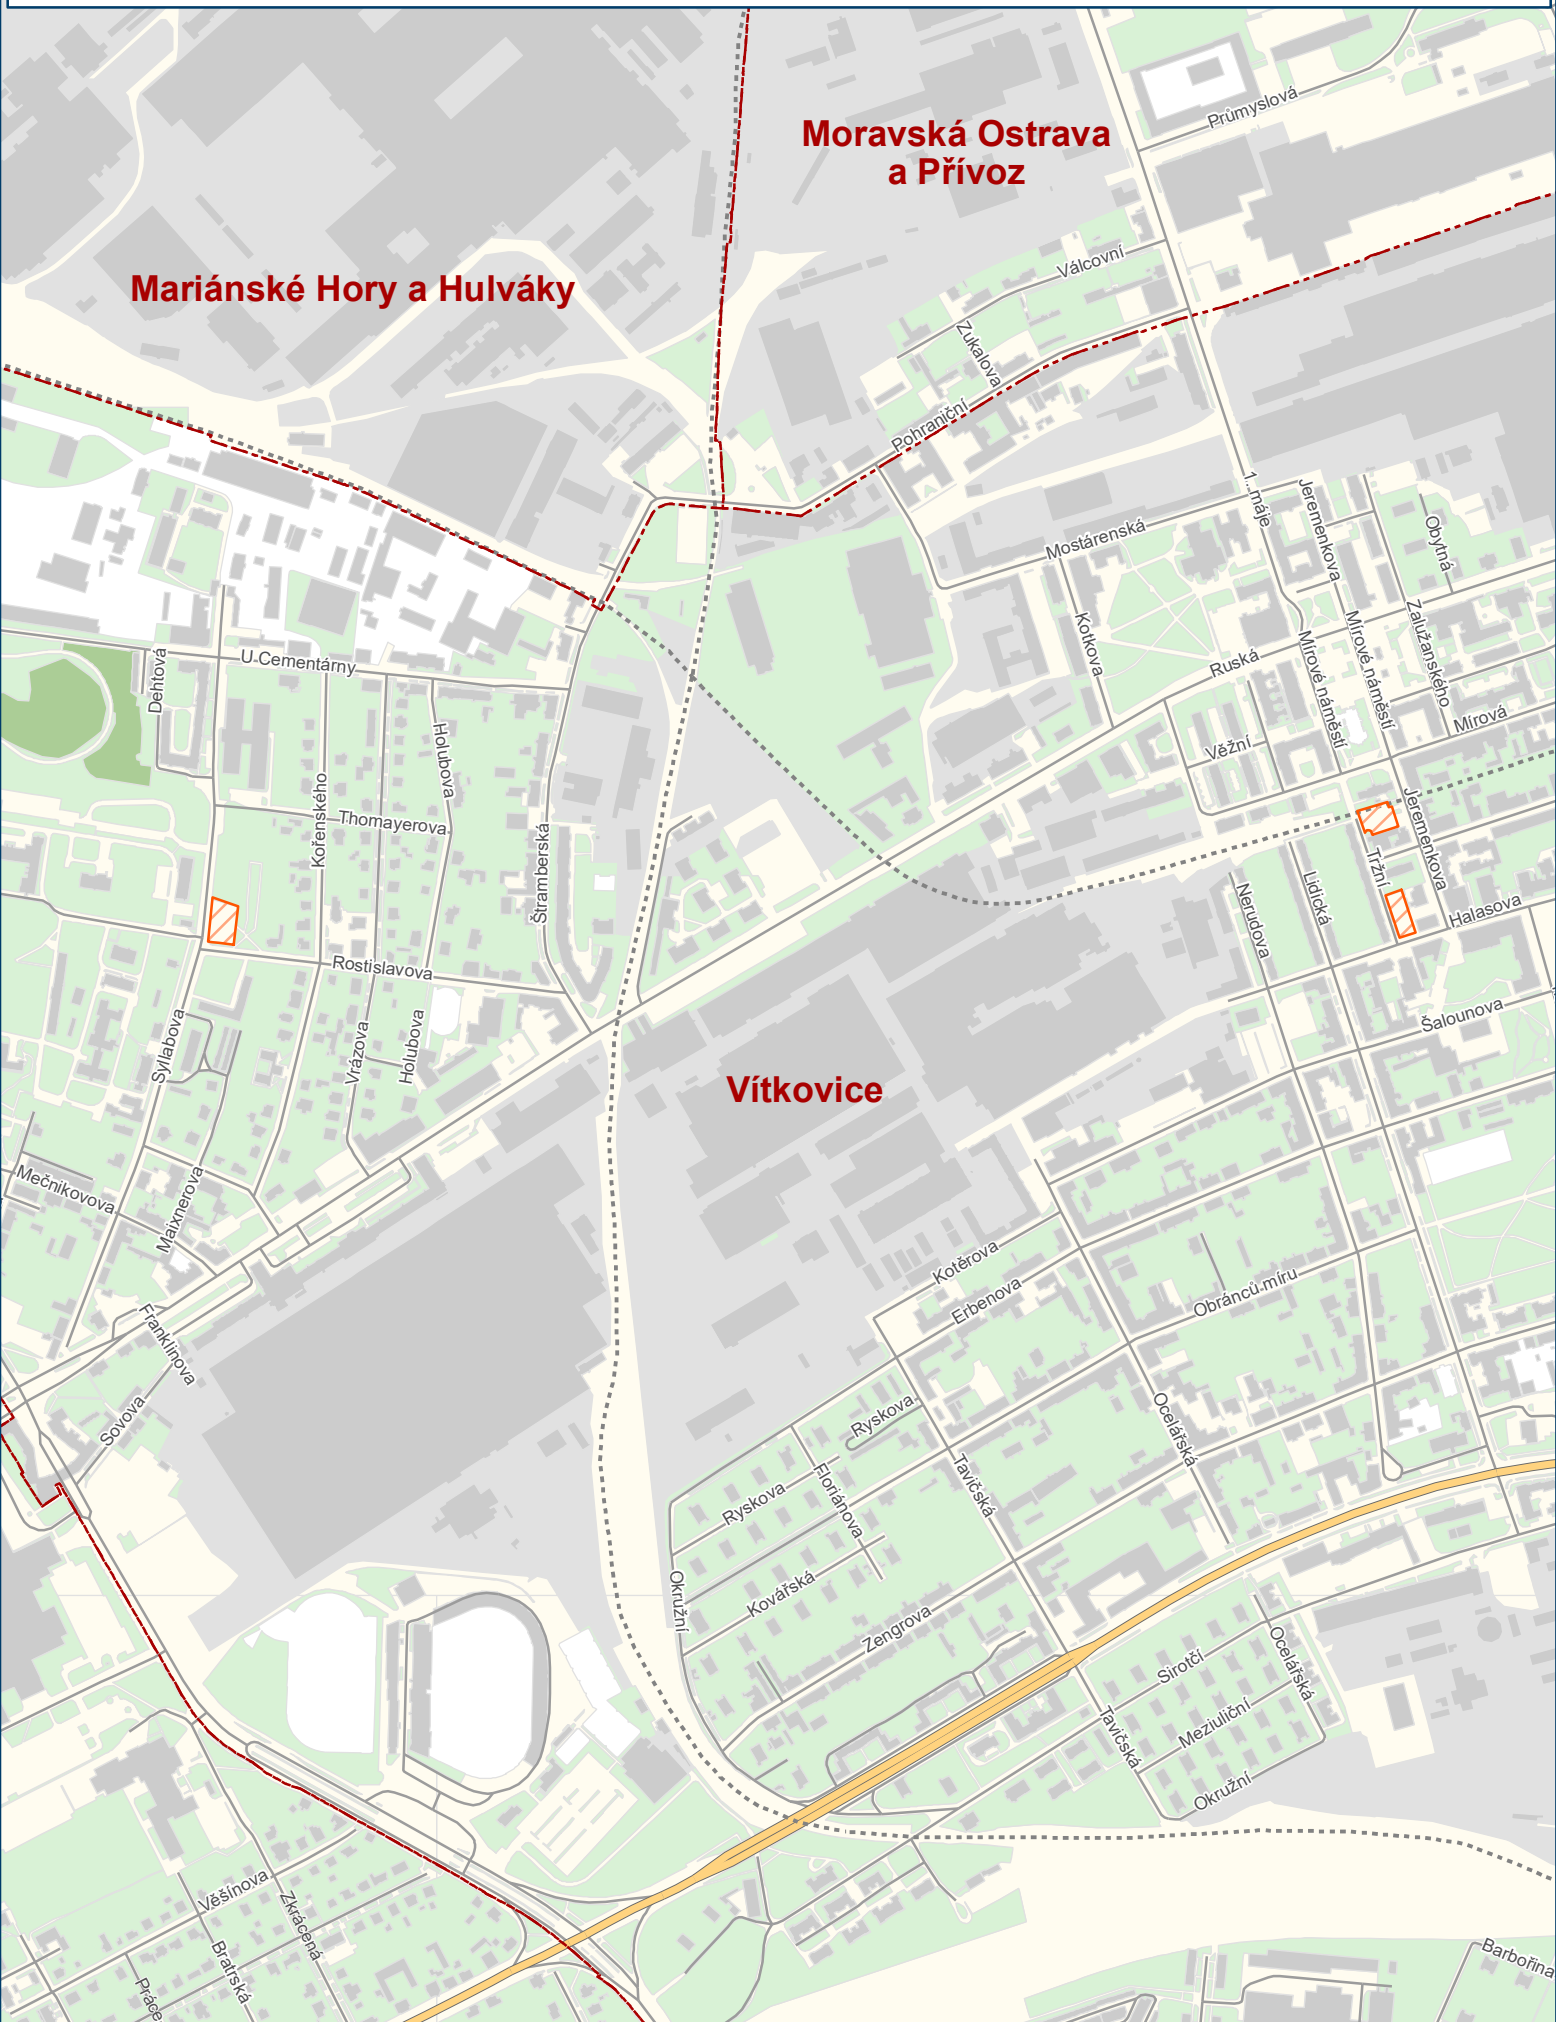 Průmyslová
Moravská Ostrava
a Přívoz
Válcovní
Mariánské Hory a Hulváky
Zukalova
Pohraniční
1. máje
Jeremenkova
Obytná
Mostárenská
Kotkova
Mírové náměstí
Mírové náměstí
Zalužanského
Ruská
U Cementárny
Dehtová
Mírová
Věžní
Holubova
Kořenského
Thomayerova
Štramberská
Jeremenkova
Tržní
Lidická
Nerudova
Halasova
Rostislavova
Šalounova
Syllabova
Vrázova
Holubova
Vítkovice
Mečnikovova
Maixnerova
Kotěrova
Erbenova
Obránců míru
Franklinova
Sovova
Ryskova
Ocelářská
Ryskova
Floriánova
Tavičská
Okružní
Kovářská
Zengrova
Sirotčí
Ocelářská
Meziuliční
Tavičská
Okružní
Věšínova
Zkrácená
Bratrská
Práce
Barbořina